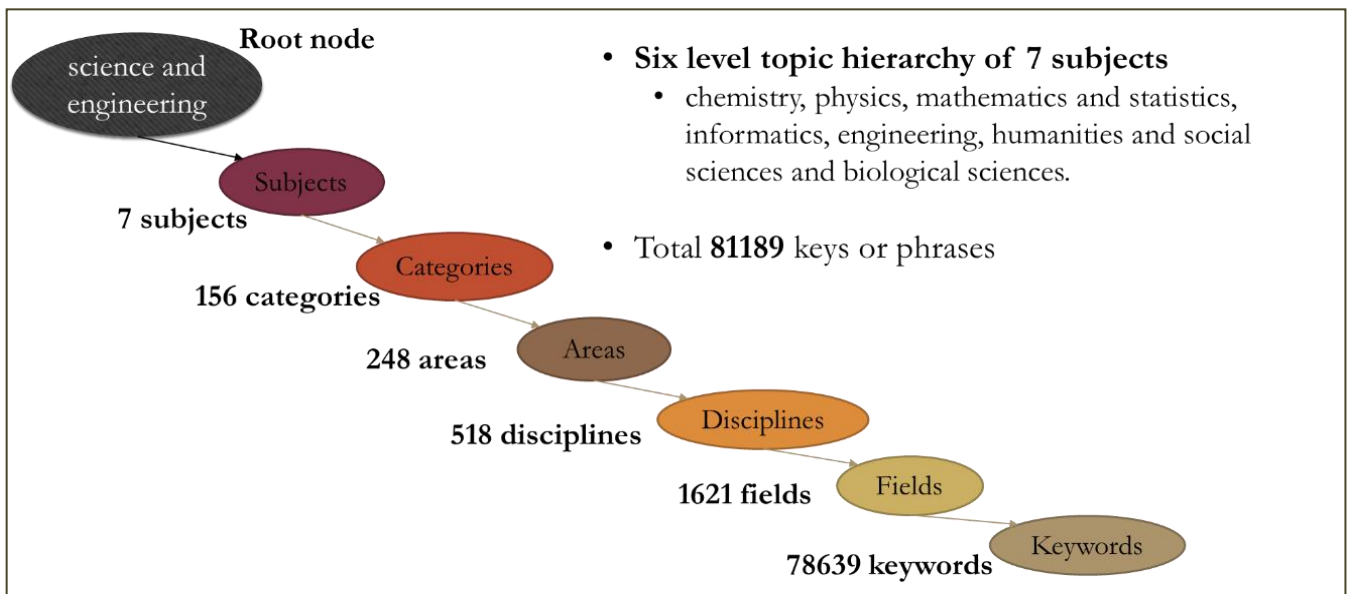 Root node
science and
engineering
• Six level topic hierarchy of 7 subjects
• chemistry, physics, mathematics and statistics,
informatics, engineering, humanities and social
sciences and biological sciences.
Subjects
7 subjects
• Total 81189 keys or phrases
Categories
156 categories
Areas
248 areas
Disciplines
518 disciplines
Fields
1621 fields
Keywords
78639 keywords